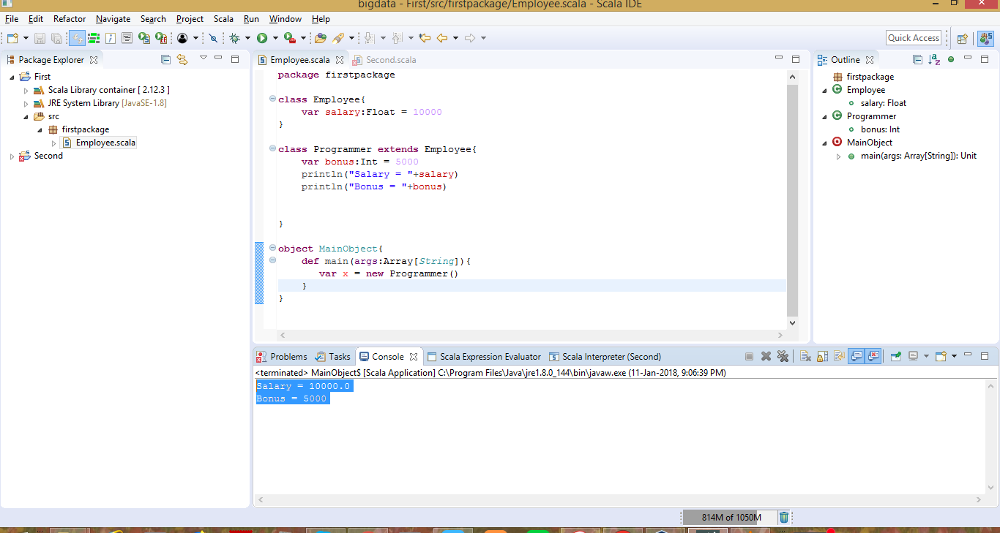 bigdata - First/src/firstpackage/Employee.scala - Scala IDE
File Edit Refactor Navigate Search Project Scala Run Window Help
Quick Access
Package Explorer
First
Scala Library container [ 2.12.3 ]
JRE System Library [JavaSE-1.8]
src
firstpackage
Employee.scala
Second
Employee.scala Second.scala
package firstpackage
class Employee{
var salary:Float = 10000
}
class Programmer extends Employee{
var bonus:Int = 5000
println("Salary = "+salary)
println("Bonus = "+bonus)
}
object MainObject{
def main(args:Array[String]){
var x = new Programmer()
}
}
Outline
firstpackage
Employee
salary: Float
Programmer
bonus: Int
MainObject
main(args: Array[String]): Unit
Problems Tasks Console Scala Expression Evaluator Scala Interpreter (Second)
<terminated> MainObject$ [Scala Application] C:\Program Files\Java\jre1.8.0_144\bin\javaw.exe (11-Jan-2018, 9:06:39 PM)
Salary = 10000.0
Bonus = 5000
814M of 1050M